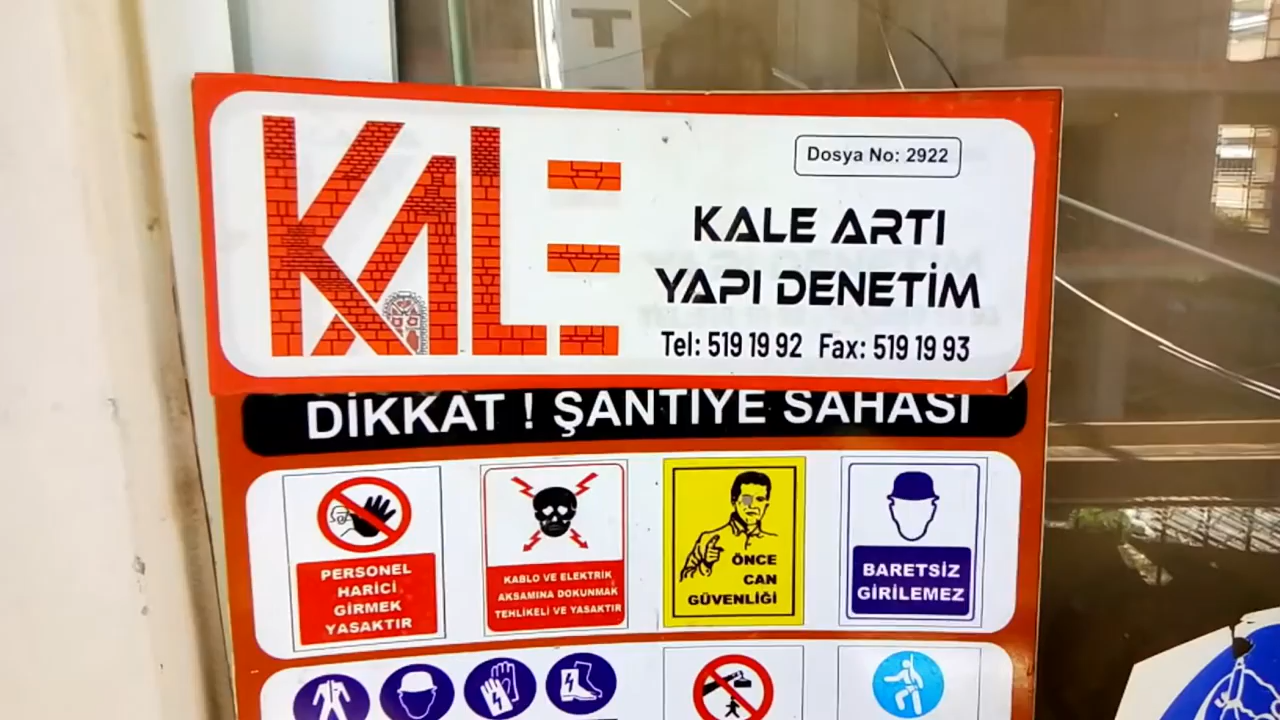 KALE
Dosya No: 2922
KALE ARTI
YAPI DENETİM
Tel: 519 19 92 Fax: 519 19 93
DİKKAT ! ŞANTİYE SAHASI
PERSONEL
HARİCİ
GİRMEK
YASAKTIR
KABLO VE ELEKTRİK
AKSAMINA DOKUNMAK
TEHLİKELİ VE YASAKTIR
ÖNCE
CAN
GÜVENLİĞİ
BARETSİZ
GİRİLEMEZ